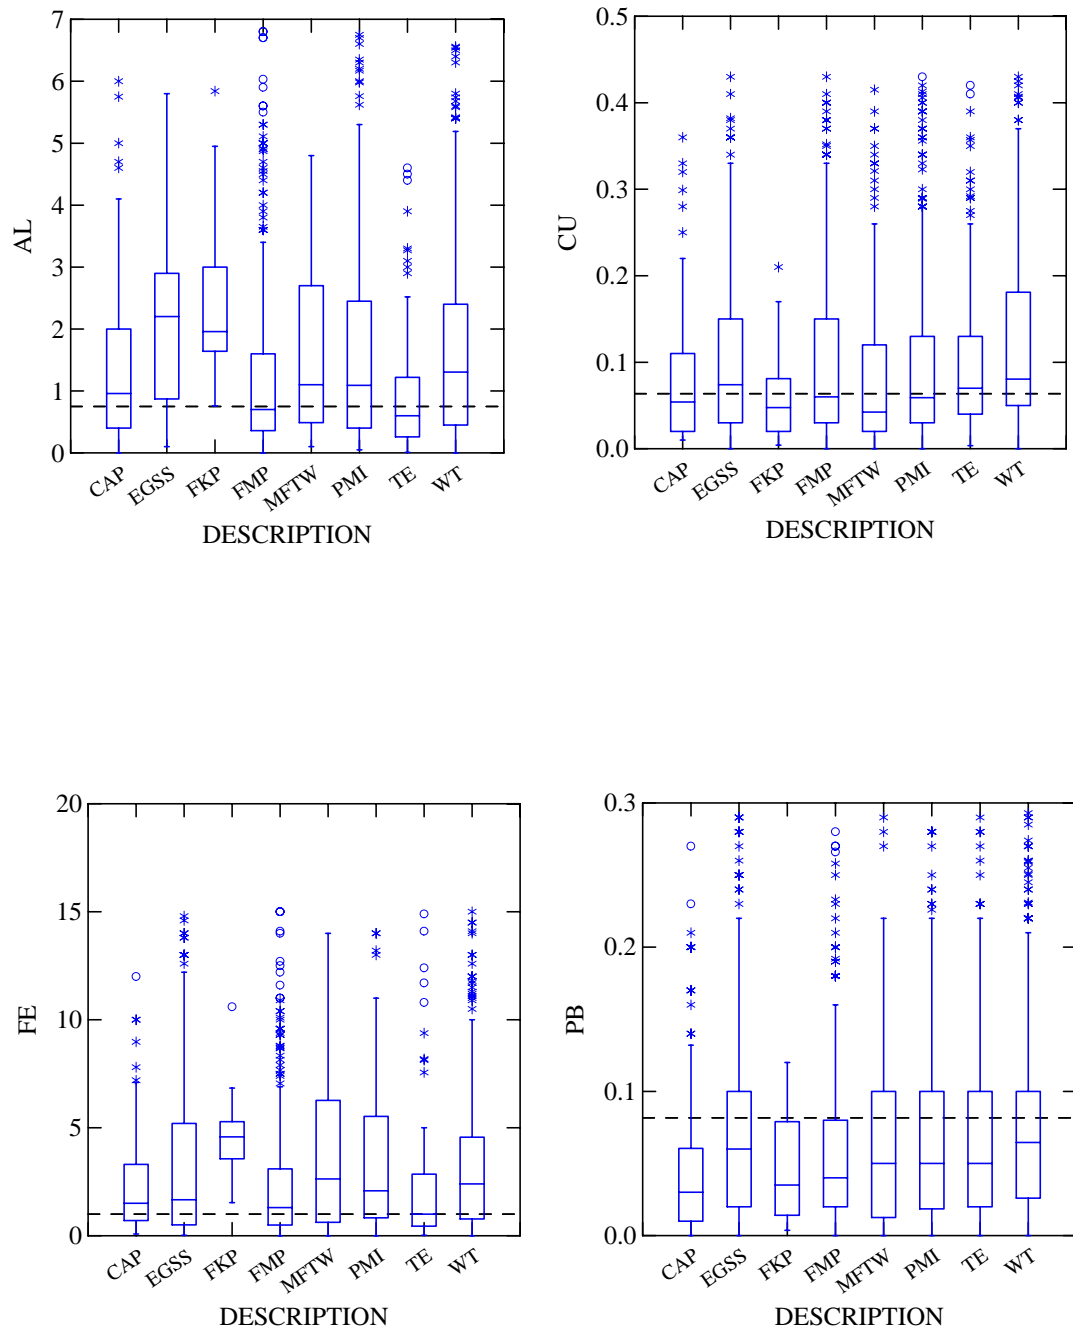 7
6
5
4
3
2
1
0
AL
CAP
EGSS
FKP
FMP
MFTW
PMI
TE
WT
DESCRIPTION
0.5
0.4
0.3
0.2
0.1
0.0
CU
CAP
EGSS
FKP
FMP
MFTW
PMI
TE
WT
DESCRIPTION
20
15
10
5
0
FE
CAP
EGSS
FKP
FMP
MFTW
PMI
TE
WT
DESCRIPTION
0.3
0.2
0.1
0.0
PB
CAP
EGSS
FKP
FMP
MFTW
PMI
TE
WT
DESCRIPTION